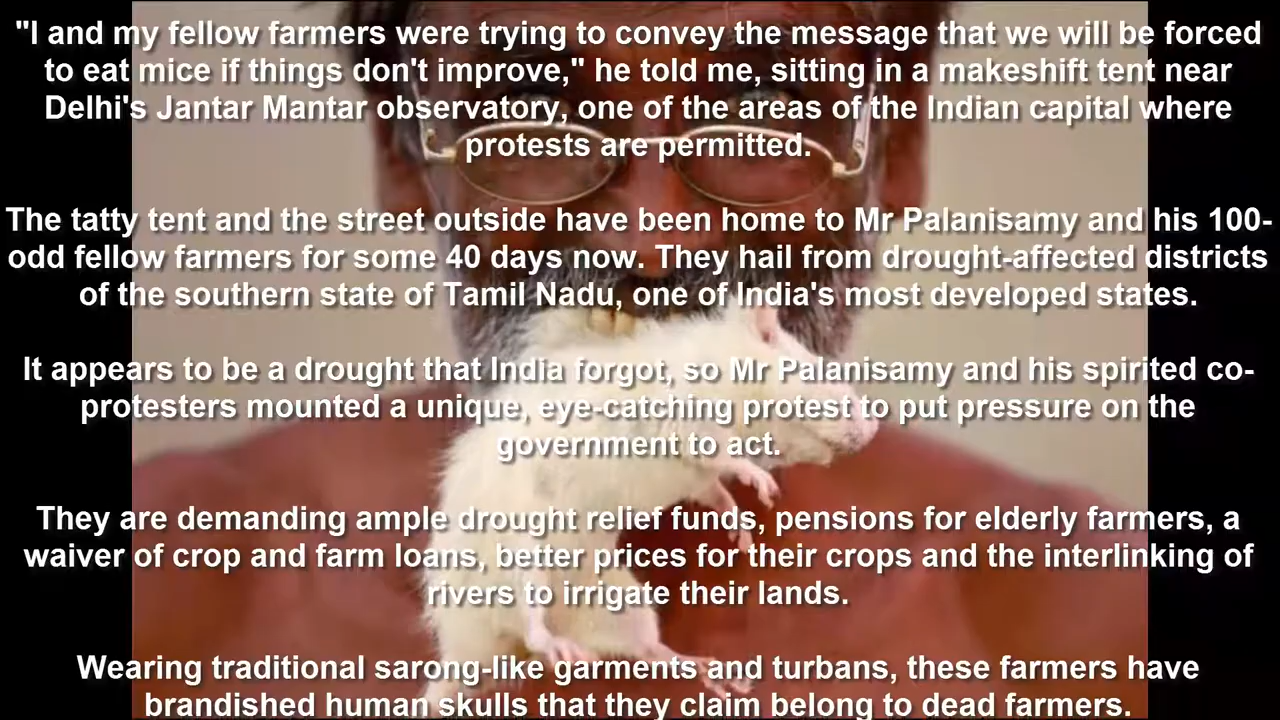 "I and my fellow farmers were trying to convey the message that we will be forced
to eat mice if things don't improve," he told me, sitting in a makeshift tent near
Delhi's Jantar Mantar observatory, one of the areas of the Indian capital where
protests are permitted.
The tatty tent and the street outside have been home to Mr Palanisamy and his 100-
odd fellow farmers for some 40 days now. They hail from drought-affected districts
of the southern state of Tamil Nadu, one of India's most developed states.
It appears to be a drought that India forgot, so Mr Palanisamy and his spirited co-
protesters mounted a unique, eye-catching protest to put pressure on the
government to act.
They are demanding ample drought relief funds, pensions for elderly farmers, a
waiver of crop and farm loans, better prices for their crops and the interlinking of
rivers to irrigate their lands.
Wearing traditional sarong-like garments and turbans, these farmers have
brandished human skulls that they claim belong to dead farmers.